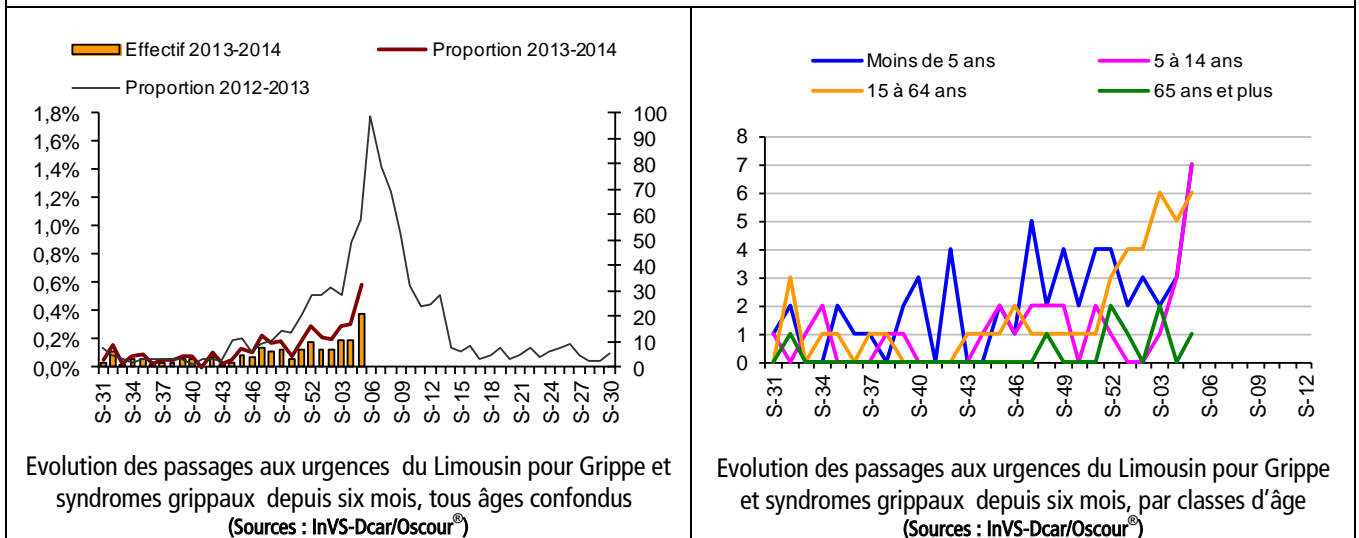 Effectif 2013-2014
Proportion 2013-2014
Proportion 2012-2013
1,8%
1,6%
1,4%
1,2%
1,0%
0,8%
0,6%
0,4%
0,2%
0,0%
100
90
80
70
60
50
40
30
20
10
0
S-31
S-34
S-37
S-40
S-43
S-46
S-49
S-52
S-03
S-06
S-09
S-12
S-15
S-18
S-21
S-24
S-27
S-30
Evolution des passages aux urgences du Limousin pour Grippe et
syndromes grippaux depuis six mois, tous âges confondus
(Sources : InVS-Dcar/Oscour®)
Moins de 5 ans
5 à 14 ans
15 à 64 ans
65 ans et plus
8
7
6
5
4
3
2
1
0
S-31
S-34
S-37
S-40
S-43
S-46
S-49
S-52
S-03
S-06
S-09
S-12
Evolution des passages aux urgences du Limousin pour Grippe
et syndromes grippaux depuis six mois, par classes d'âge
(Sources : InVS-Dcar/Oscour®)